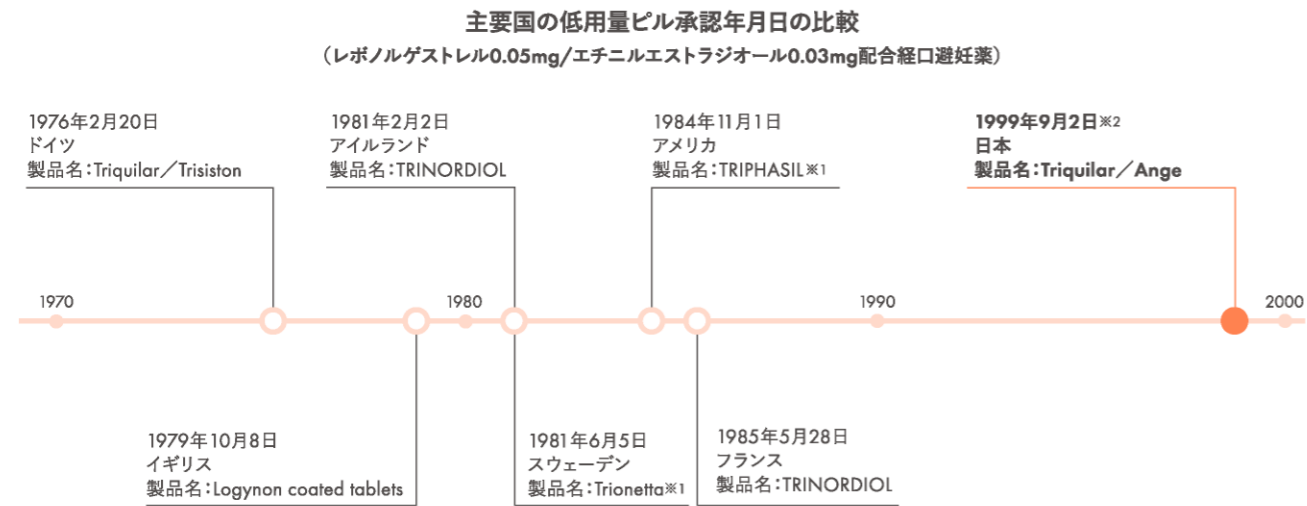 主要国の低用量ピル承認年月日の比較
（レボノルゲストレル0.05mg/エチニルエストラジオール0.03mg配合経口避妊薬）
1976年2月20日
ドイツ
製品名：Triquilar／Trisiston
1981年2月2日
アイルランド
製品名：TRINORDIOL
1984年11月1日
アメリカ
製品名：TRIPHASIL※1
1999年9月2日※2
日本
製品名：Triquilar／Ange
1970
1980
1990
2000
1979年10月8日
イギリス
製品名：Logynon coated tablets
1981年6月5日
スウェーデン
製品名：Trionetta※1
1985年5月28日
フランス
製品名：TRINORDIOL